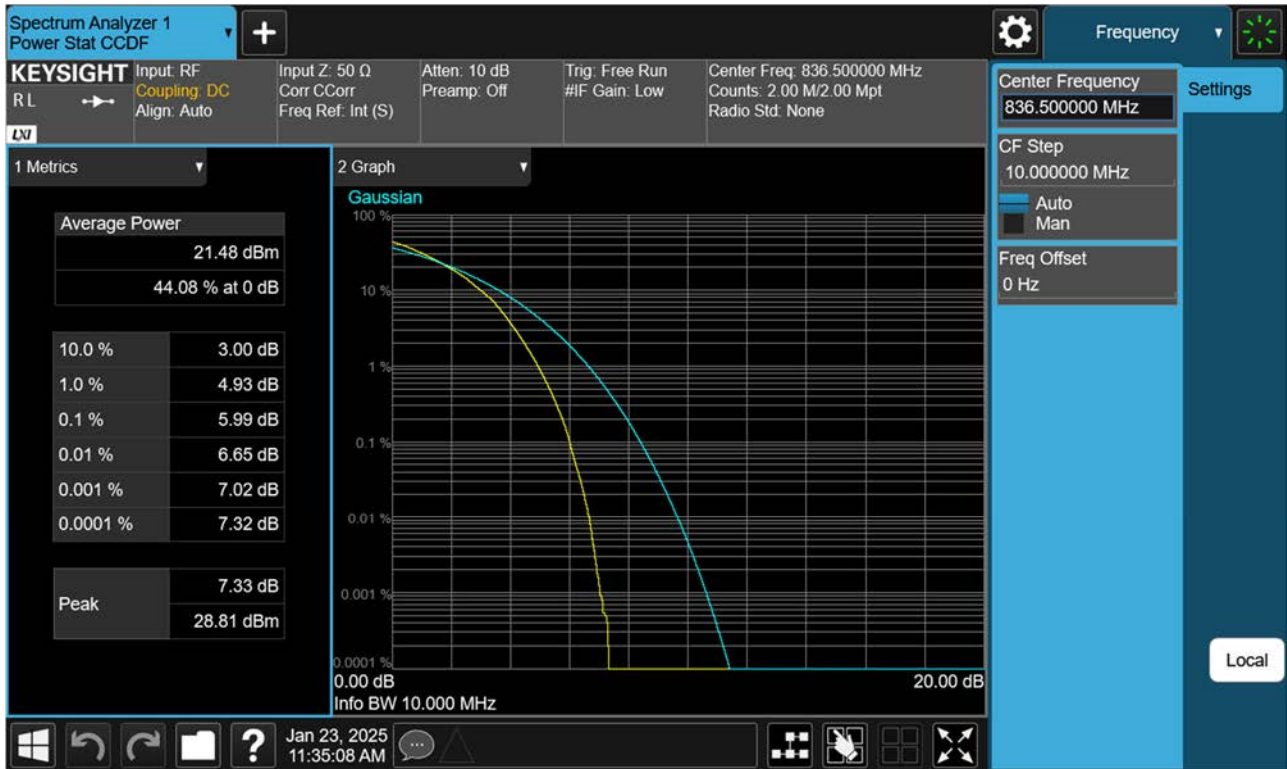 Spectrum Analyzer 1
Power Stat CCDF
+
Frequency
KEYSIGHT
RL
LXI
Input: RF
Coupling: DC
Align: Auto
Input Z: 50 Ω
Corr CCorr
Freq Ref: Int (S)
Atten: 10 dB
Preamp: Off
Trig: Free Run
#IF Gain: Low
Center Freq: 836.500000 MHz
Counts: 2.00 M/2.00 Mpt
Radio Std: None
Center Frequency
836.500000 MHz
Settings
CF Step
10.000000 MHz
Auto
Man
Freq Offset
0 Hz
1 Metrics
Average Power
21.48 dBm
44.08 % at 0 dB
10.0 % 3.00 dB
1.0 % 4.93 dB
0.1 % 5.99 dB
0.01 % 6.65 dB
0.001 % 7.02 dB
0.0001 % 7.32 dB
Peak 7.33 dB
28.81 dBm
2 Graph
Gaussian
100 %
10 %
1 %
0.1 %
0.01 %
0.001 %
0.0001 %
0.00 dB 20.00 dB
Info BW 10.000 MHz
Local
?
Jan 23, 2025
11:35:08 AM